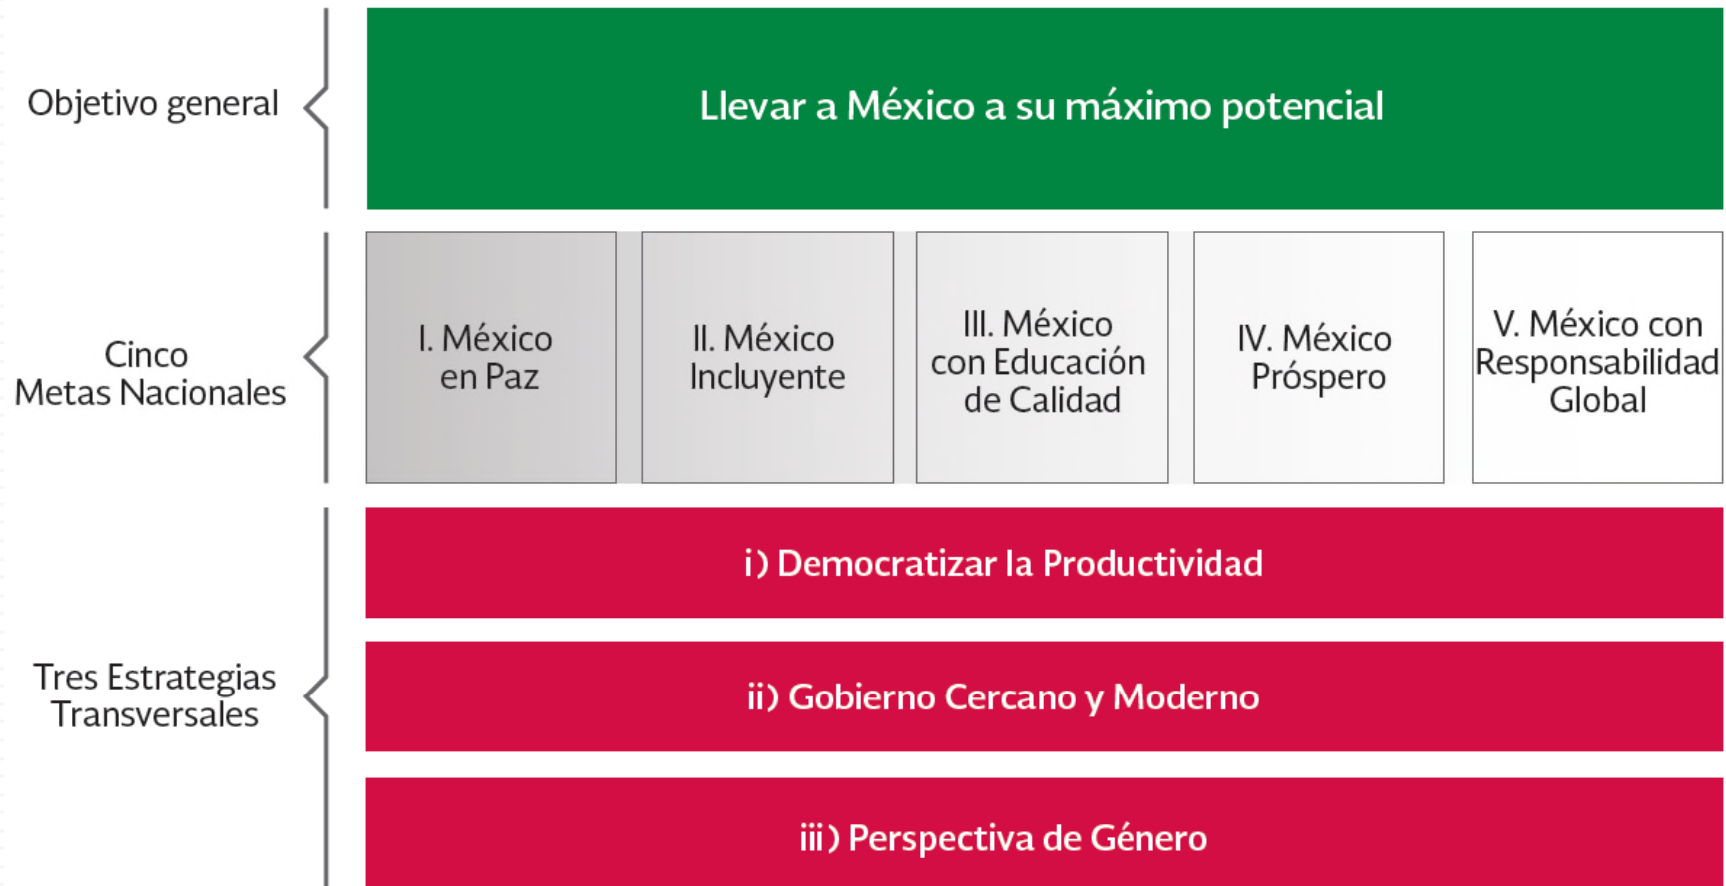 Objetivo general
Llevar a México a su máximo potencial
Cinco
Metas Nacionales
I. México
en Paz
II. México
Incluyente
III. México
con Educación
de Calidad
IV. México
Próspero
V. México con
Responsabilidad
Global
Tres Estrategias
Transversales
i) Democratizar la Productividad
ii) Gobierno Cercano y Moderno
iii) Perspectiva de Género